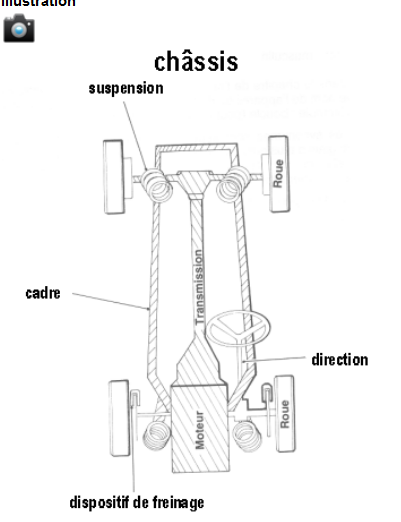 Illustration
châssis
suspension
Roue
Transmission
cadre
direction
Moteur
Roue
dispositif de freinage